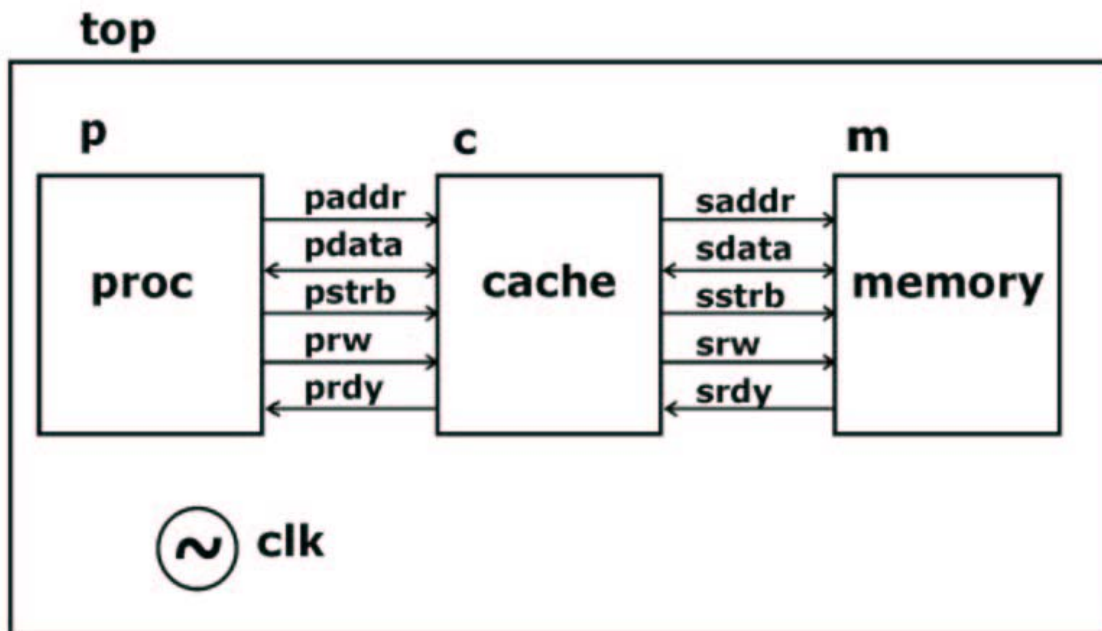 top
p
c
m
paddr
saddr
pdata
sdata
proc
cache
memory
pstrb
sstrb
prw
srw
prdy
srdy
~
clk